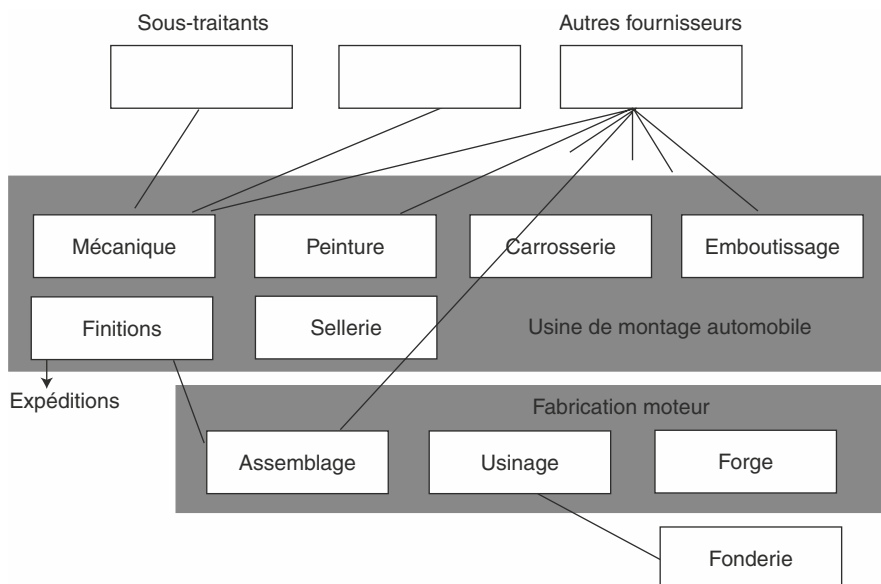 Sous-traitants
Autres fournisseurs
Mécanique
Peinture
Carrosserie
Emboutissage
Finitions
Sellerie
Usine de montage automobile
Expéditions
Fabrication moteur
Assemblage
Usinage
Forge
Fonderie